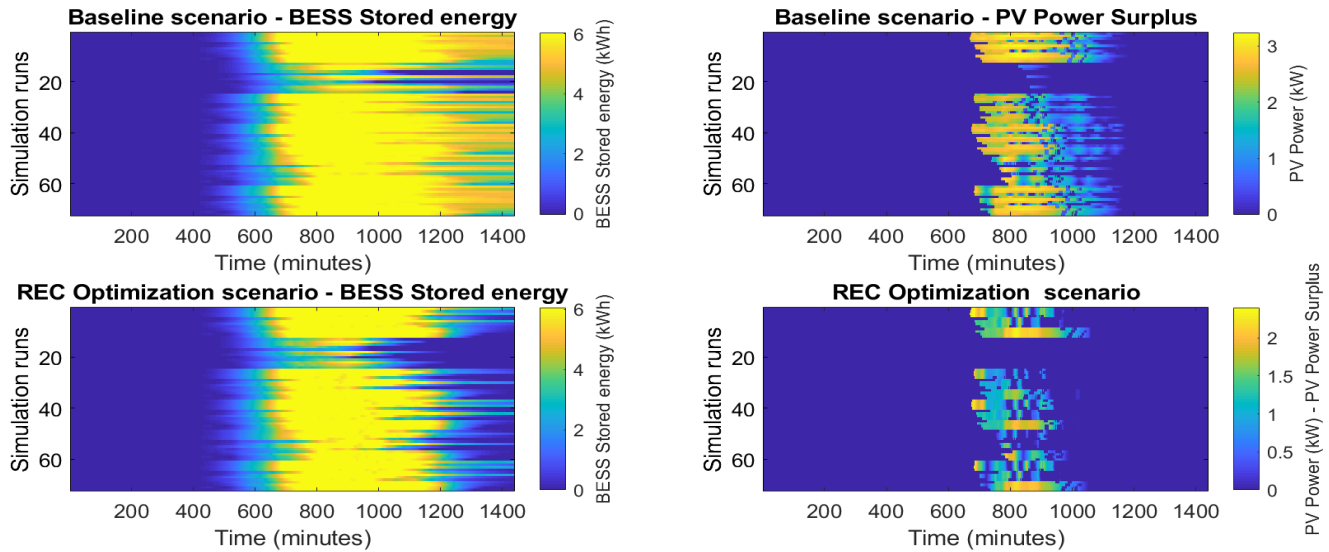 Baseline scenario - BESS Stored energy
Simulation runs
20
40
60
200 400 600 800 1000 1200 1400
Time (minutes)
6
4
2
0
BESS Stored energy (kWh)
Baseline scenario - PV Power Surplus
Simulation runs
20
40
60
200 400 600 800 1000 1200 1400
Time (minutes)
3
2
1
0
PV Power (kW)
REC Optimization scenario - BESS Stored energy
Simulation runs
20
40
60
200 400 600 800 1000 1200 1400
Time (minutes)
6
4
2
0
BESS Stored energy (kWh)
REC Optimization  scenario
Simulation runs
20
40
60
200 400 600 800 1000 1200 1400
Time (minutes)
2
1.5
1
0.5
0
PV Power (kW) - PV Power Surplus